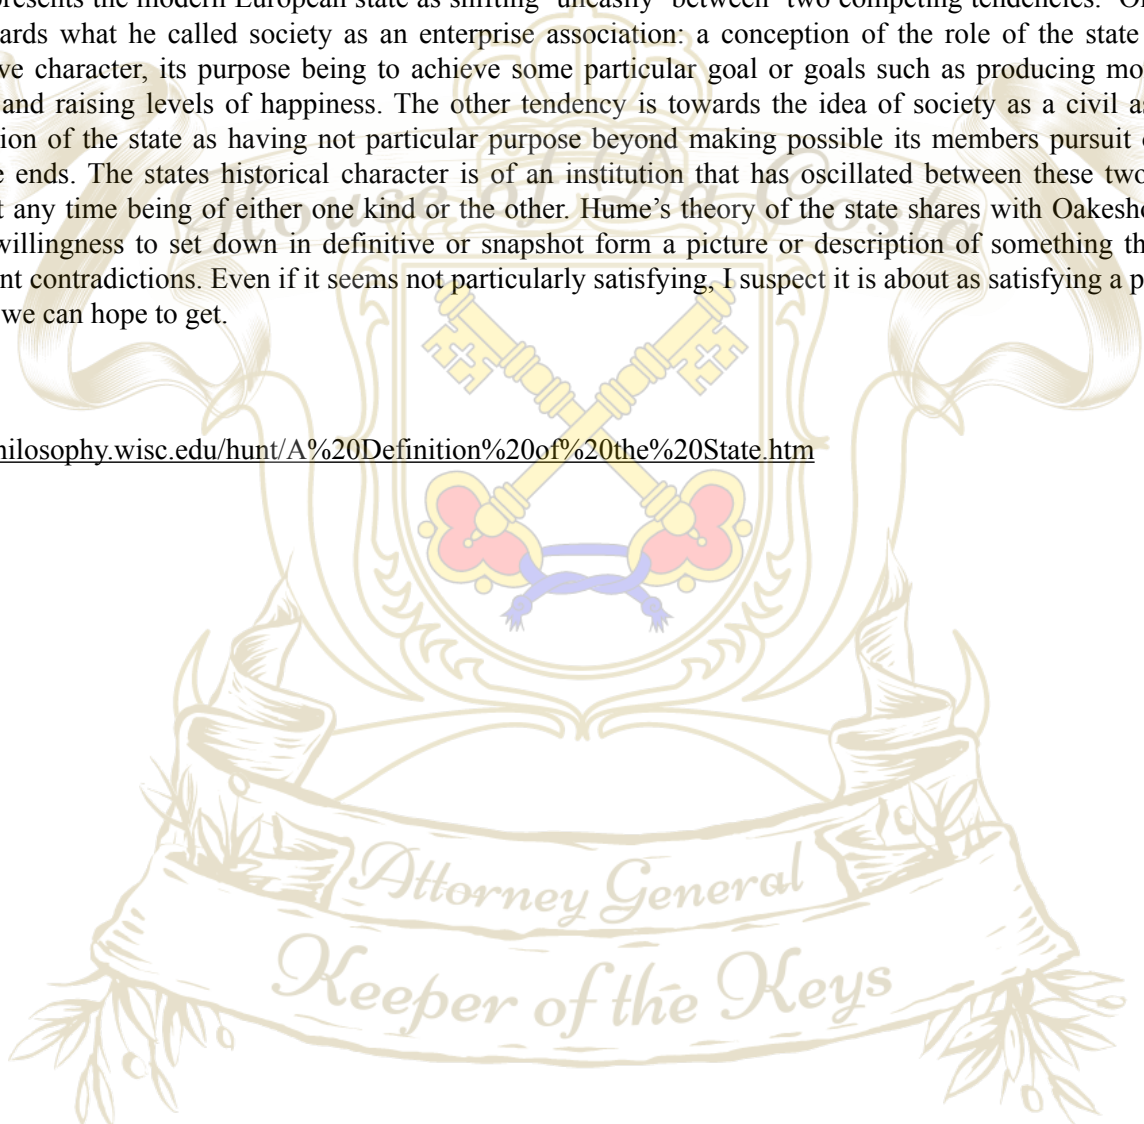 presents the modern European state as shifting "uneasily" between "two competing tendencies."
ards what he called society as an enterprise association: a conception of the role of the state
ve character, its purpose being to achieve some particular goal or goals such as producing mo
and raising levels of happiness. The other tendency is towards the idea of society as a civil as
ion of the state as having not particular purpose beyond making possible its members pursuit
e ends. The states historical character is of an institution that has oscillated between these two
t any time being of either one kind or the other. Hume's theory of the state shares with Oakesho
willingness to set down in definitive or snapshot form a picture or description of something th
nt contradictions. Even if it seems not particularly satisfying, I suspect it is about as satisfying a p
we can hope to get.
House of Da Costa
hilosophy.wisc.edu/hunt/A%20Definition%20of%20the%20State.htm
Attorney General
Keeper of the Keys